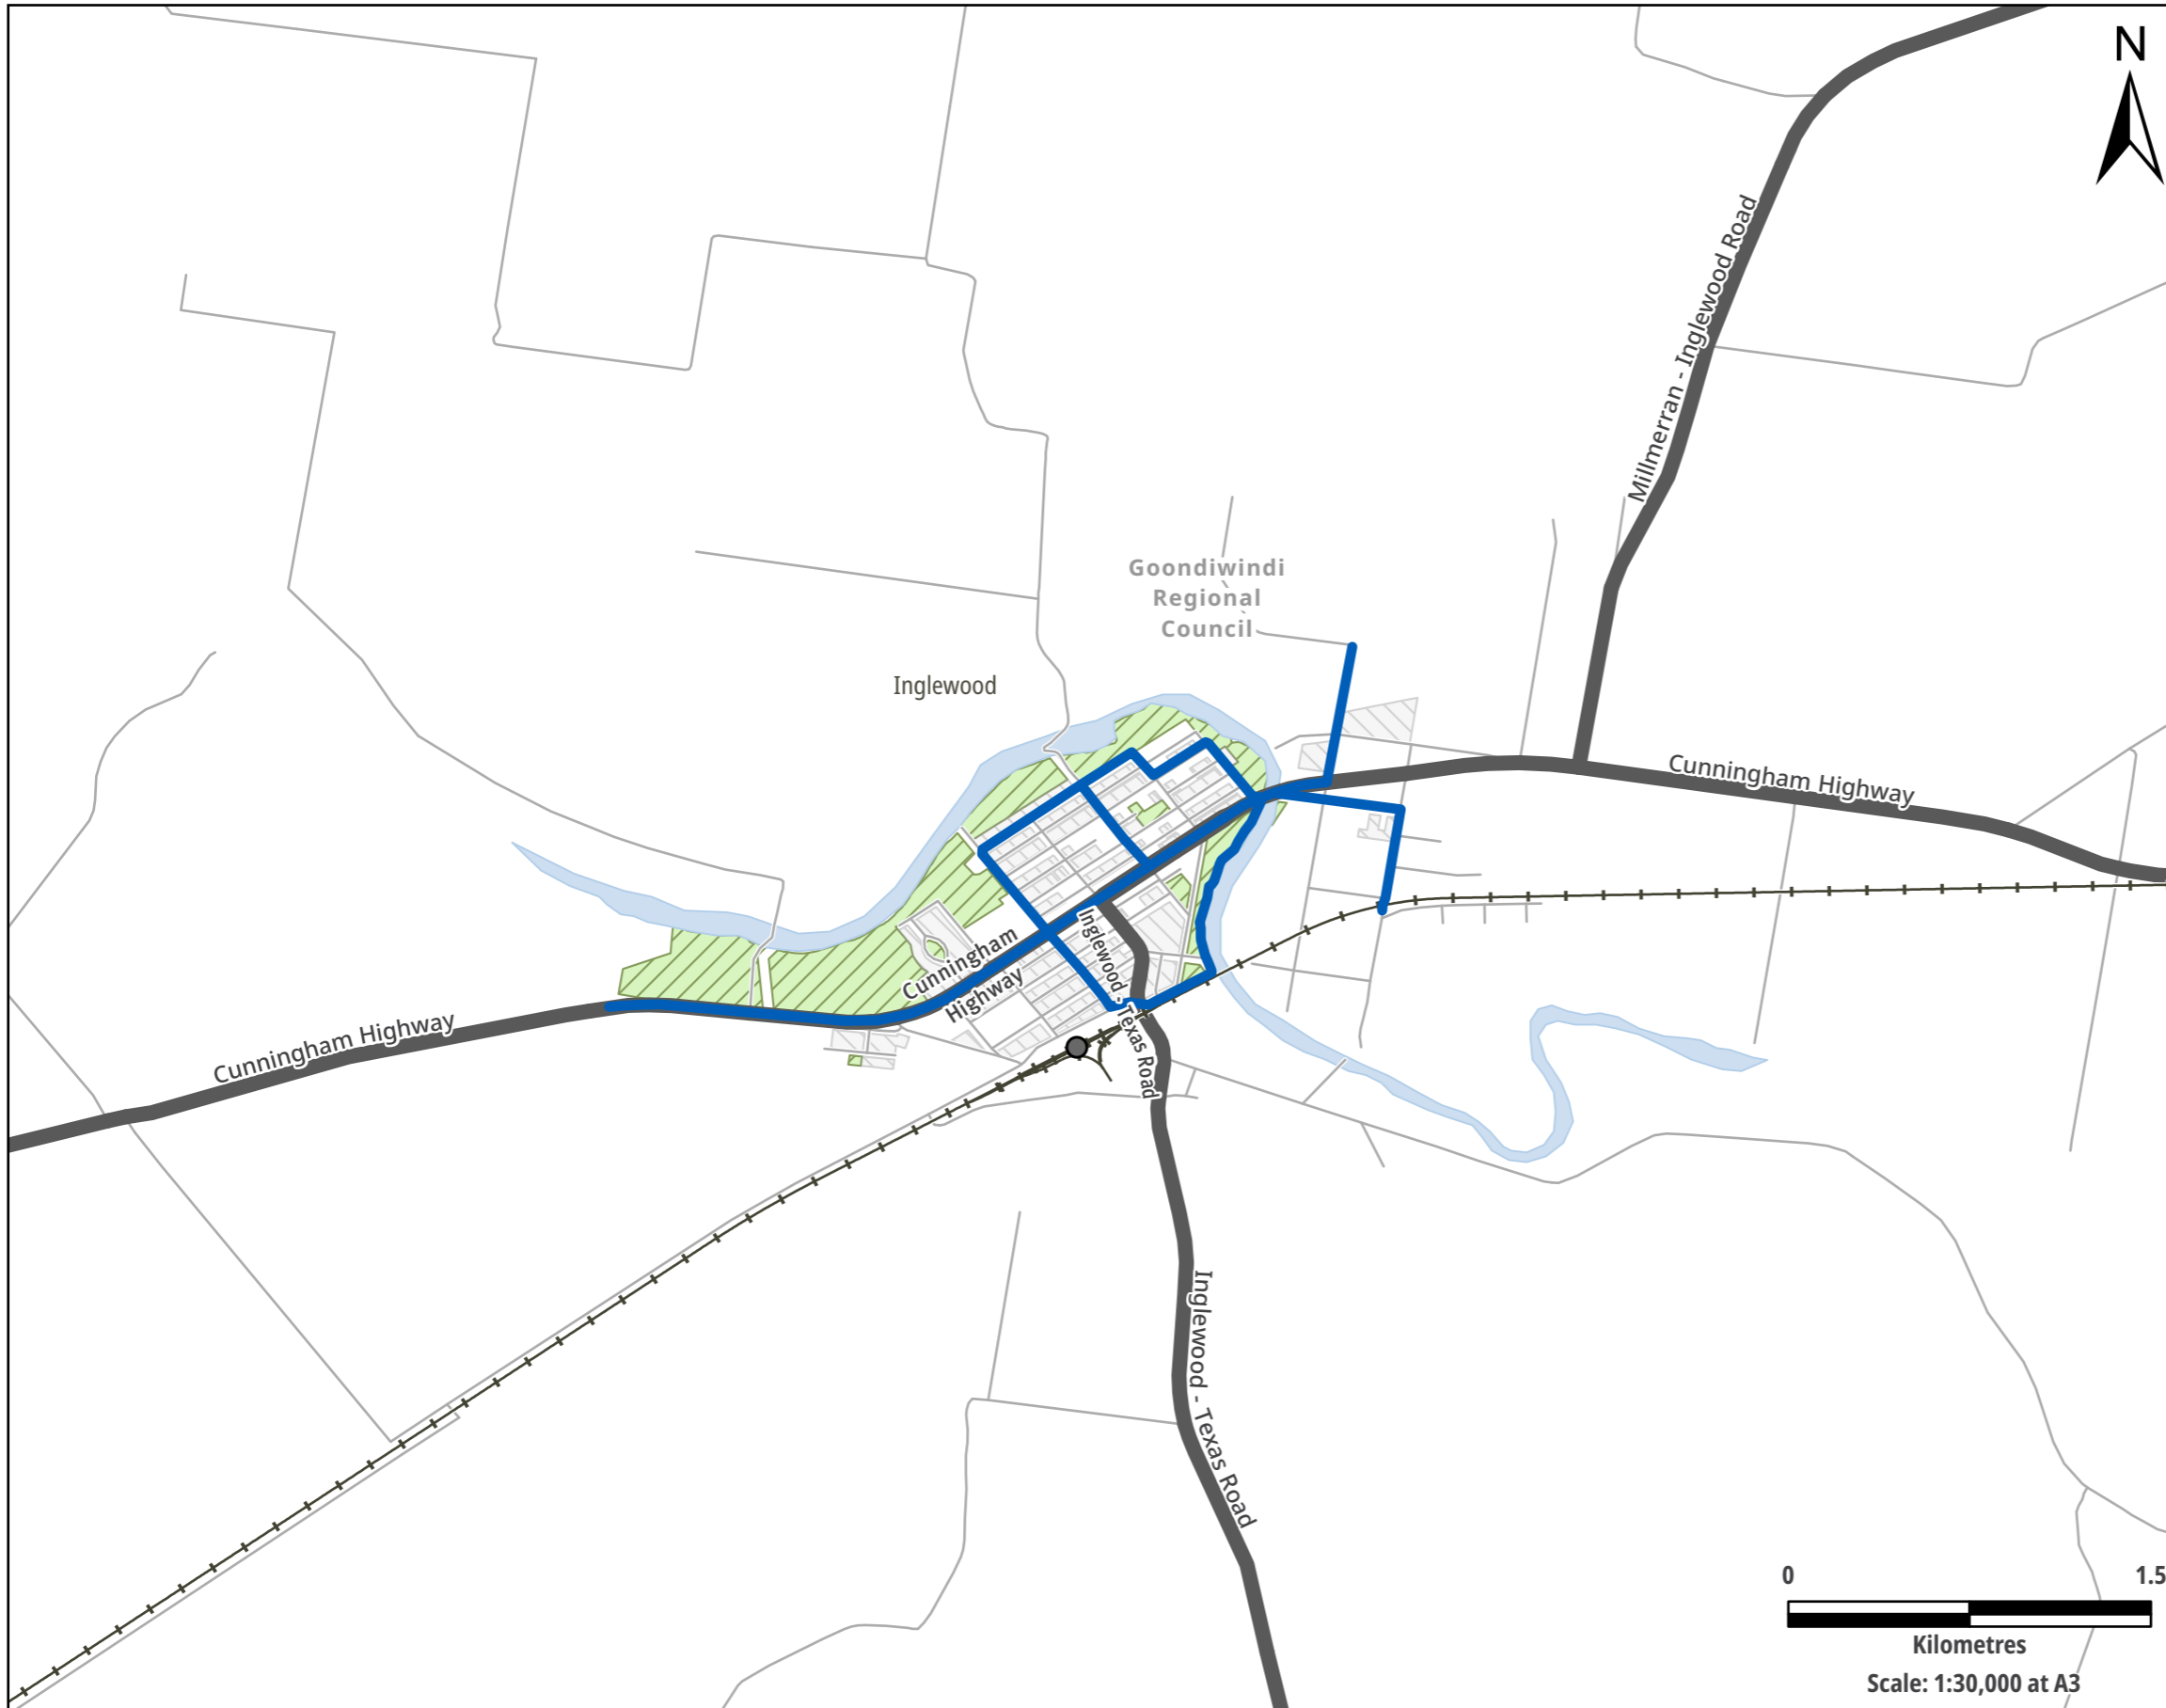 N
Millmerran - Inglewood Road
Goondiwindi
Regional
Council
Inglewood
Cunningham Highway
Cunningham
Highway
Inglewood - Texas Road
Cunningham Highway
Inglewood - Texas Road
0 1.5
Kilometres
Scale: 1:30,000 at A3